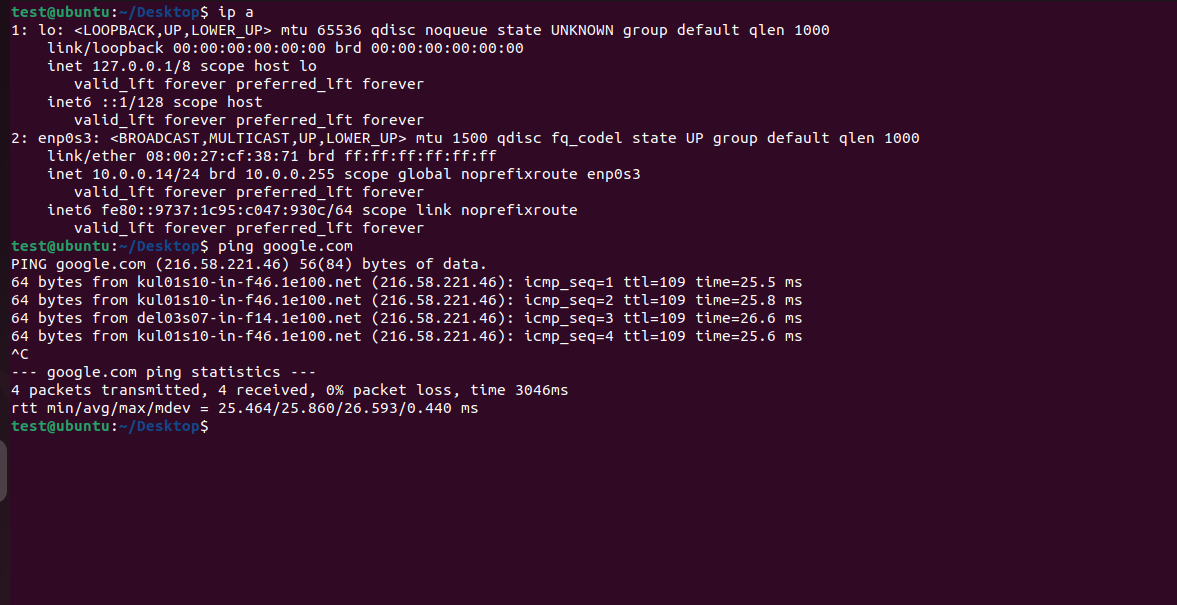 test@ubuntu:~/Desktop$ ip a
1: lo: <LOOPBACK,UP,LOWER_UP> mtu 65536 qdisc noqueue state UNKNOWN group default qlen 1000
    link/loopback 00:00:00:00:00:00 brd 00:00:00:00:00:00
    inet 127.0.0.1/8 scope host lo
       valid_lft forever preferred_lft forever
    inet6 ::1/128 scope host
       valid_lft forever preferred_lft forever
2: enp0s3: <BROADCAST,MULTICAST,UP,LOWER_UP> mtu 1500 qdisc fq_codel state UP group default qlen 1000
    link/ether 08:00:27:cf:38:71 brd ff:ff:ff:ff:ff:ff
    inet 10.0.0.14/24 brd 10.0.0.255 scope global noprefixroute enp0s3
       valid_lft forever preferred_lft forever
    inet6 fe80::9737:1c95:c047:930c/64 scope link noprefixroute
       valid_lft forever preferred_lft forever
test@ubuntu:~/Desktop$ ping google.com
PING google.com (216.58.221.46) 56(84) bytes of data.
64 bytes from kul01s10-in-f46.1e100.net (216.58.221.46): icmp_seq=1 ttl=109 time=25.5 ms
64 bytes from kul01s10-in-f46.1e100.net (216.58.221.46): icmp_seq=2 ttl=109 time=25.8 ms
64 bytes from del03s07-in-f14.1e100.net (216.58.221.46): icmp_seq=3 ttl=109 time=26.6 ms
64 bytes from kul01s10-in-f46.1e100.net (216.58.221.46): icmp_seq=4 ttl=109 time=25.6 ms
^C
--- google.com ping statistics ---
4 packets transmitted, 4 received, 0% packet loss, time 3046ms
rtt min/avg/max/mdev = 25.464/25.860/26.593/0.440 ms
test@ubuntu:~/Desktop$